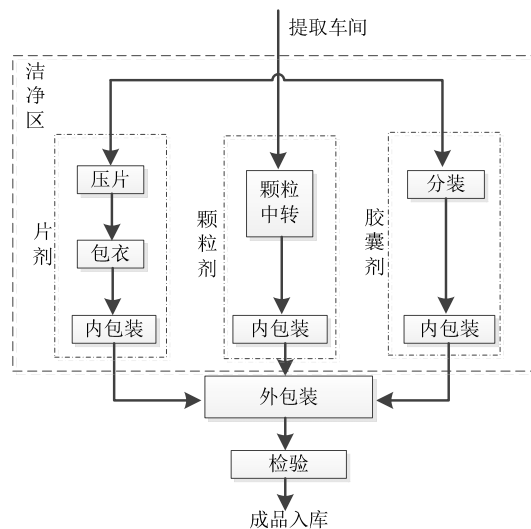 提取车间
洁净区
压片
颗粒
中转
分装
片剂
包衣
颗粒剂
胶囊剂
内包装
内包装
内包装
外包装
检验
成品入库